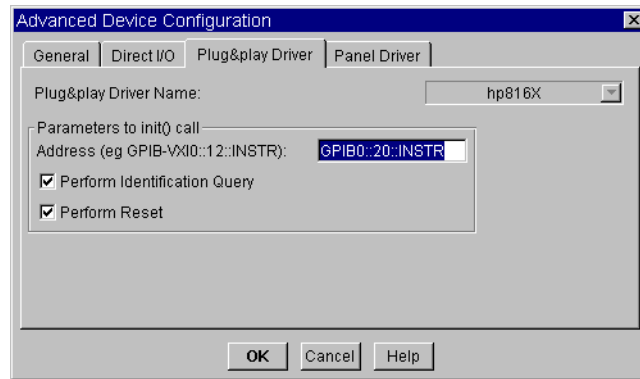 Advanced Device Configuration
General Direct I/O Plug&play Driver Panel Driver
Plug&play Driver Name: hp816X
Parameters to init() call
Address (eg GPIB-VXI0::12::INSTR): GPIB0::20::INSTR
Perform Identification Query
Perform Reset
OK Cancel Help